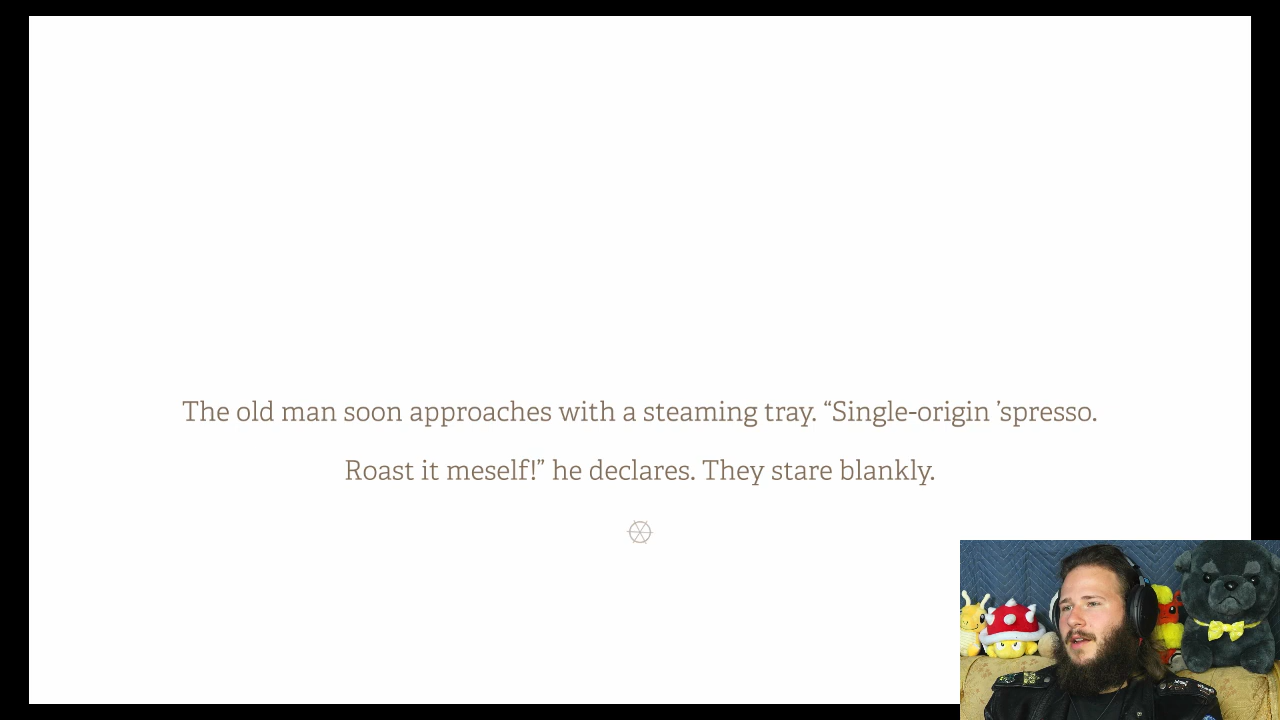 The old man soon approaches with a steaming tray. “Single-origin ’spresso.
Roast it meself!” he declares. They stare blankly.